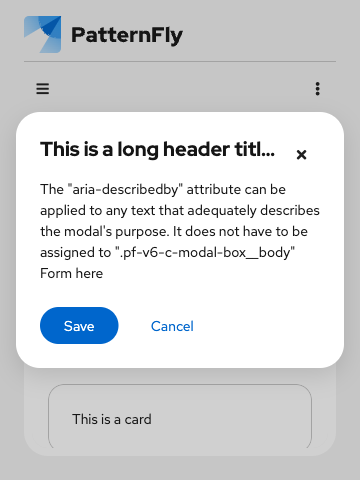 PatternFly
This is a long header titl...
The "aria-describedby" attribute can be
applied to any text that adequately describes
the modal's purpose. It does not have to be
assigned to ".pf-v6-c-modal-box__body"
Form here
Save
Cancel
This is a card